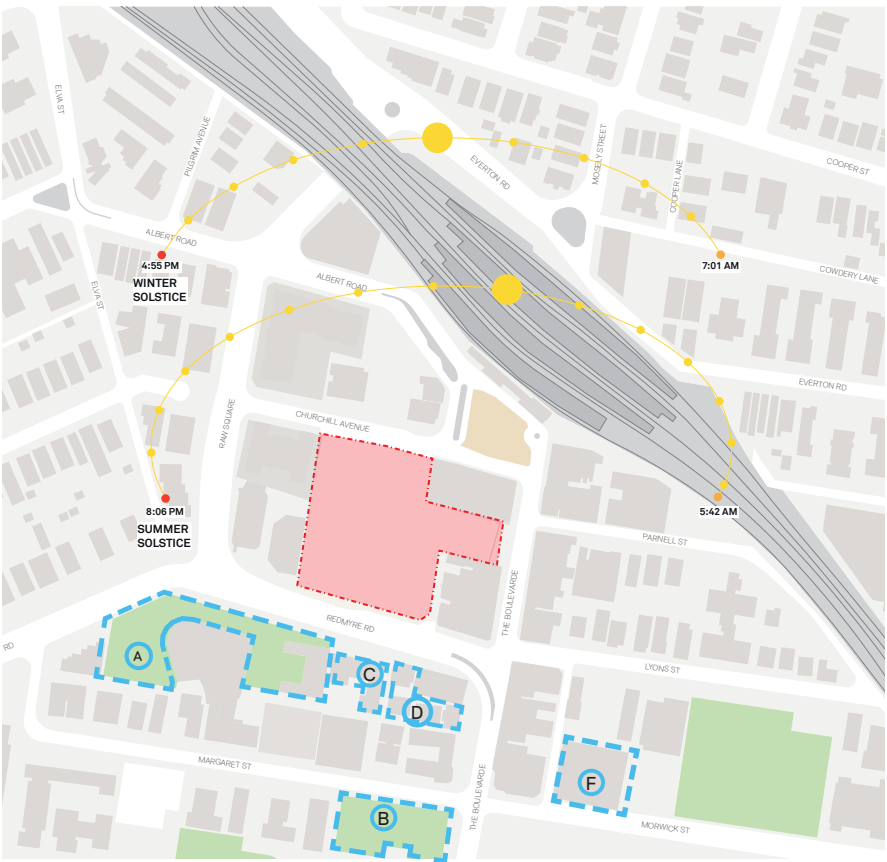 ELVA ST
PILGRIM AVENUE
EVERTON RD
MOSELY STREET
COOPER LANE
COOPER ST
ALBERT ROAD
4:55 PM
WINTER
SOLSTICE
7:01 AM
COWDERY LANE
ELVA ST
ALBERT ROAD
EVERTON RD
RAW SQUARE
CHURCHILL AVENUE
8:06 PM
SUMMER
SOLSTICE
5:42 AM
PARNELL ST
THE BOULEVARDE
REDMYRE RD
RD
A
C
D
LYONS ST
MARGARET ST
THE BOULEVARDE
F
B
MORWICK ST